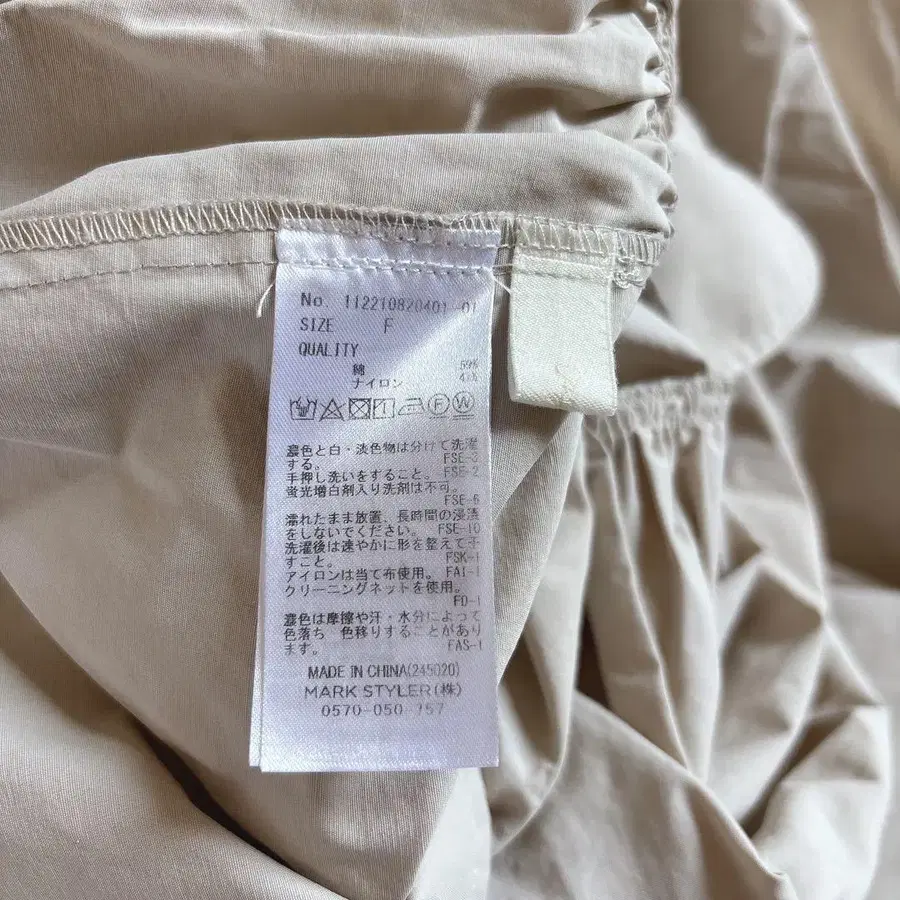 No. 112210820401-01
SIZE F
QUALITY
綿 59%
ナイロン 41%
濃色と白・淡色物は分けて洗濯
する。 FSE-3
手押し洗いをすること。 FSE-2
蛍光増白剤入り洗剤は不可。
FSE-6
濡れたまま放置、長時間の浸漬
をしないでください。 FSE-10
洗濯後は速やかに形を整えて干
すこと。 FSK-1
アイロンは当て布使用。 FAI-1
クリーニングネットを使用。
FD-1
濃色は摩擦や汗・水分によって
色落ち 色移りすることがあり
ます。 FAS-1
MADE IN CHINA(245020)
MARK STYLER(株)
0570-050-757